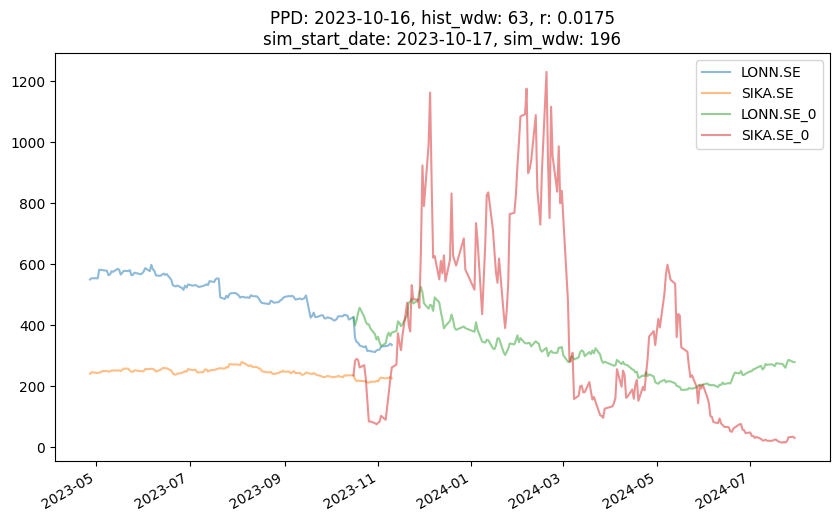 PPD: 2023-10-16, hist_wdw: 63, r: 0.0175
sim_start_date: 2023-10-17, sim_wdw: 196
LONN.SE
SIKA.SE
LONN.SE_0
SIKA.SE_0
1200
1000
800
600
400
200
0
2023-05
2023-07
2023-09
2023-11
2024-01
2024-03
2024-05
2024-07